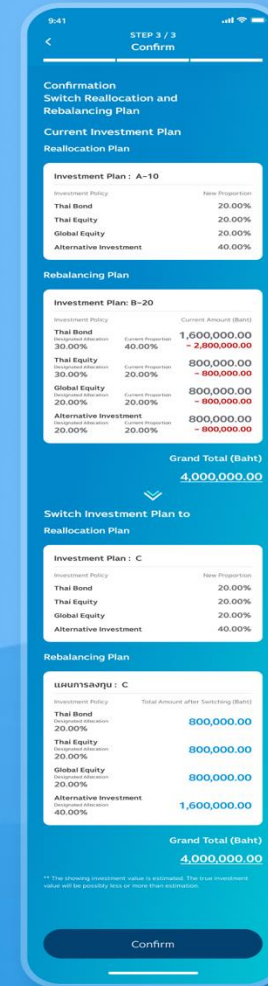 9:41
STEP 3 / 3
Confirm
Confirmation
Switch Reallocation and
Rebalancing Plan
Current Investment Plan
Reallocation Plan
Investment Plan : A-10
Investment Policy New Proportion
Thai Bond 20.00%
Thai Equity 20.00%
Global Equity 20.00%
Alternative Investment 40.00%
Rebalancing Plan
Investment Plan: B-20
Investment Policy Current Amount (Baht)
Thai Bond 1,600,000.00
Designated Allocation Current Proportion
30.00% 40.00% - 2,800,000.00
Thai Equity 800,000.00
Designated Allocation Current Proportion
30.00% 20.00% - 800,000.00
Global Equity 800,000.00
Designated Allocation Current Proportion
20.00% 20.00% - 800,000.00
Alternative Investment 800,000.00
Designated Allocation Current Proportion
20.00% 20.00% - 800,000.00
Grand Total (Baht)
4,000,000.00
Switch Investment Plan to
Reallocation Plan
Investment Plan : C
Investment Policy New Proportion
Thai Bond 20.00%
Thai Equity 20.00%
Global Equity 20.00%
Alternative Investment 40.00%
Rebalancing Plan
แผนการลงทุน : C
Investment Policy Total Amount after Switching (Baht)
Thai Bond
Designated Allocation 800,000.00
20.00%
Thai Equity
Designated Allocation 800,000.00
20.00%
Global Equity
Designated Allocation 800,000.00
20.00%
Alternative Investment
Designated Allocation 1,600,000.00
40.00%
Grand Total (Baht)
4,000,000.00
** The showing investment value is estimated. The true investment
value will be possibly less or more than estimation.
Confirm